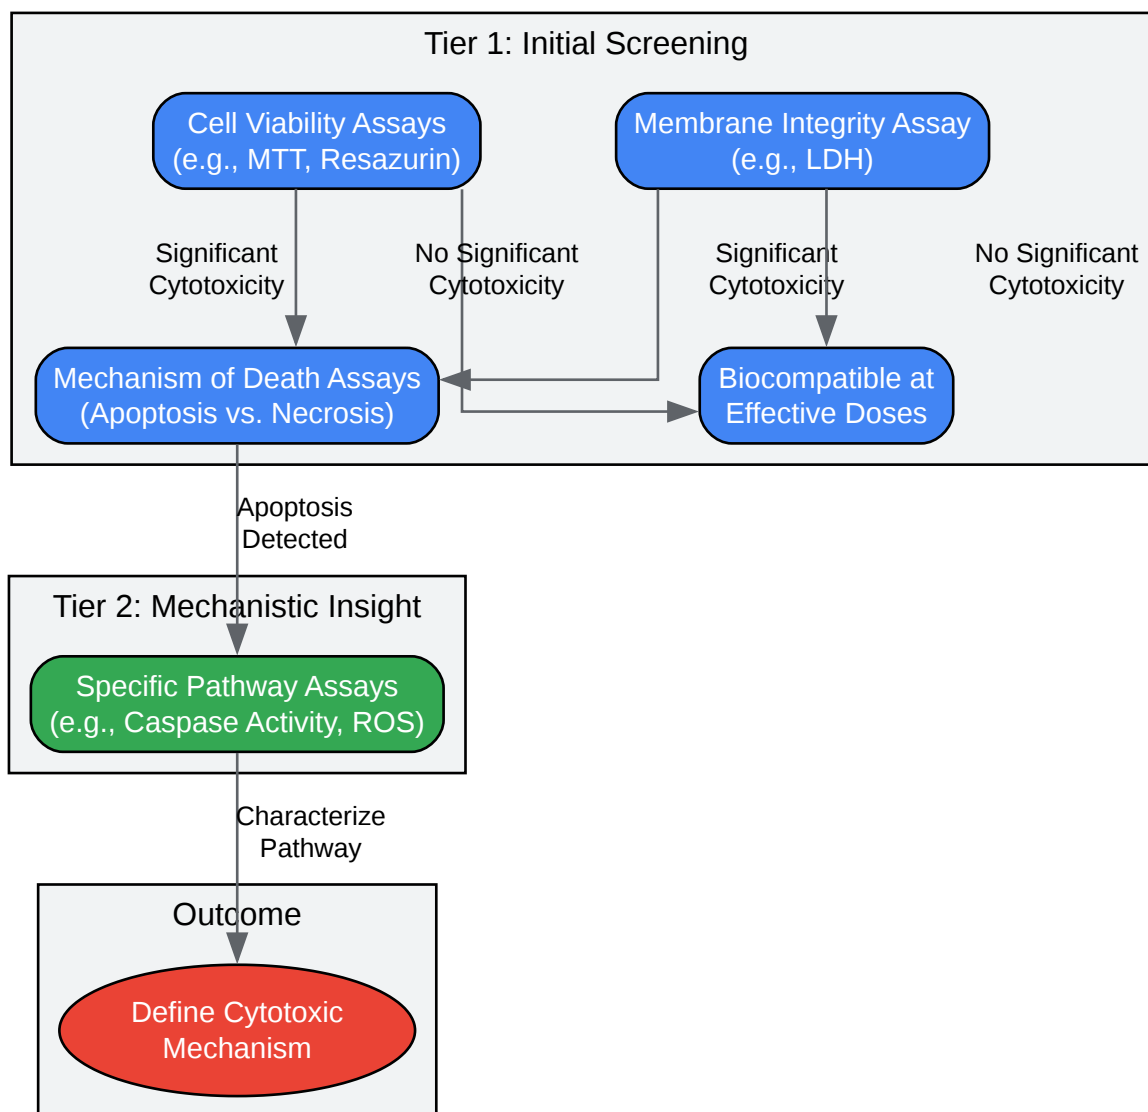 Tier 1: Initial Screening
Cell Viability Assays
(e.g., MTT, Resazurin)
Membrane Integrity Assay
(e.g., LDH)
Significant
Cytotoxicity
No Significant
Cytotoxicity
Significant
Cytotoxicity
No Significant
Cytotoxicity
Mechanism of Death Assays
(Apoptosis vs. Necrosis)
Biocompatible at
Effective Doses
Apoptosis
Detected
Tier 2: Mechanistic Insight
Specific Pathway Assays
(e.g., Caspase Activity, ROS)
Characterize
Pathway
Outcome
Define Cytotoxic
Mechanism